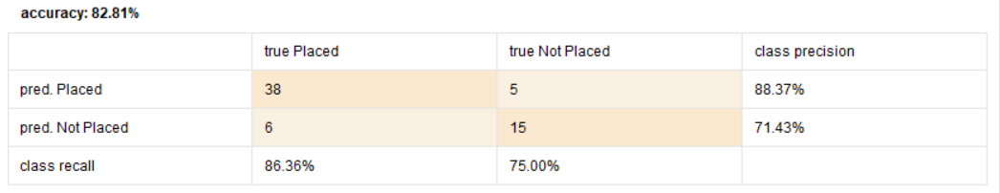 accuracy: 82.81%
true Placed true Not Placed class precision
pred. Placed 38 5 88.37%
pred. Not Placed 6 15 71.43%
class recall 86.36% 75.00%